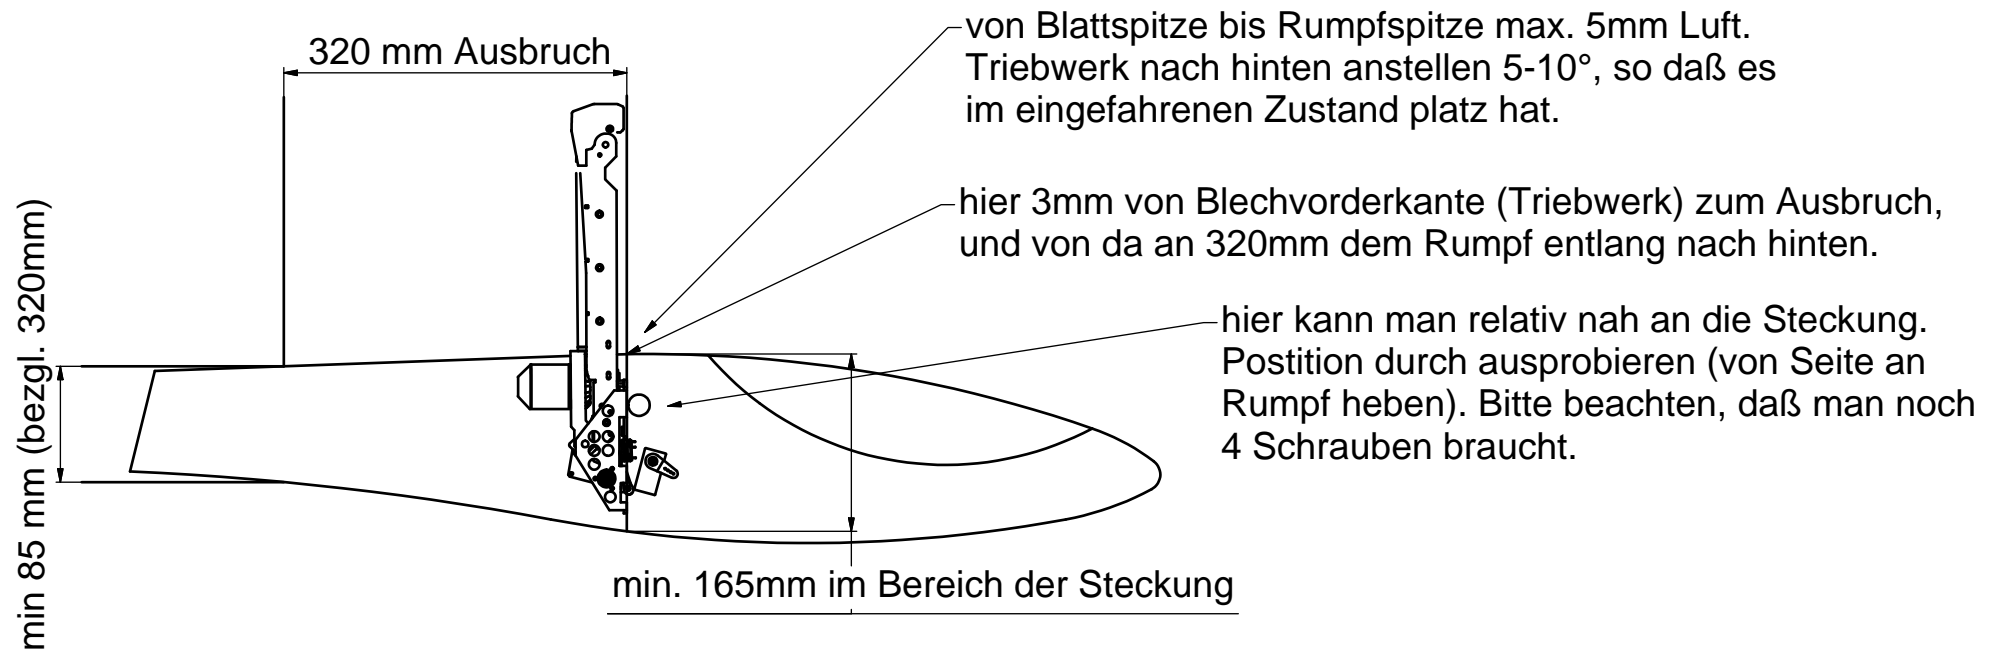 320 mm Ausbruch
von Blattspitze bis Rumpfspitze max. 5mm Luft.
Triebwerk nach hinten anstellen 5-10°, so daß es
im eingefahrenen Zustand platz hat.
hier 3mm von Blechvorderkante (Triebwerk) zum Ausbruch,
und von da an 320mm dem Rumpf entlang nach hinten.
hier kann man relativ nah an die Steckung.
Postition durch ausprobieren (von Seite an
Rumpf heben). Bitte beachten, daß man noch
4 Schrauben braucht.
min 85 mm (bezgl. 320mm)
min. 165mm im Bereich der Steckung